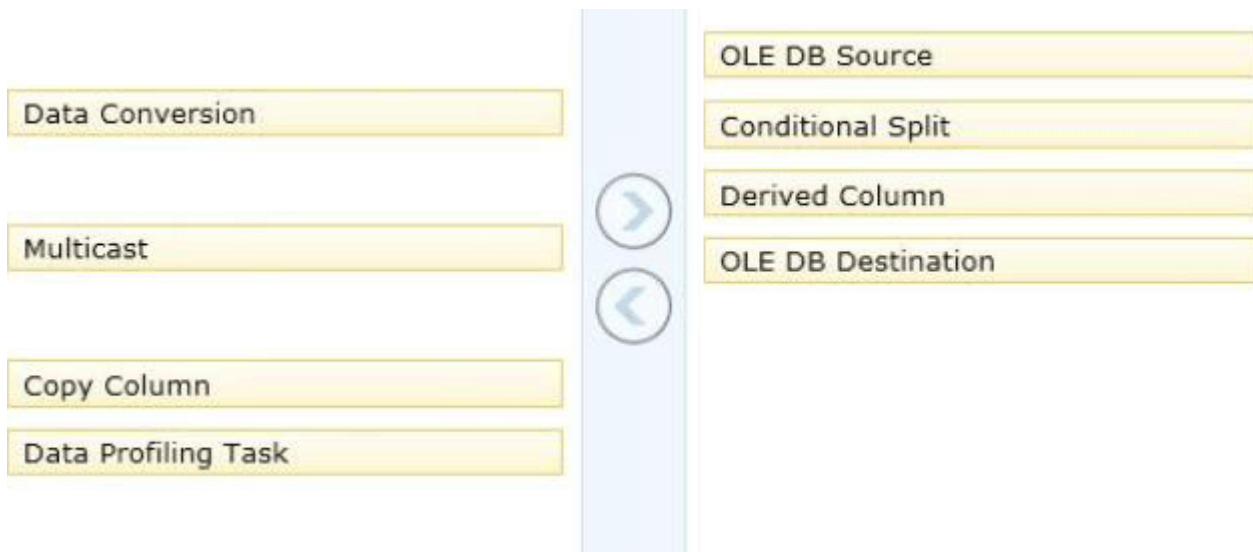 Data Conversion
Multicast
Copy Column
Data Profiling Task
OLE DB Source
Conditional Split
Derived Column
OLE DB Destination